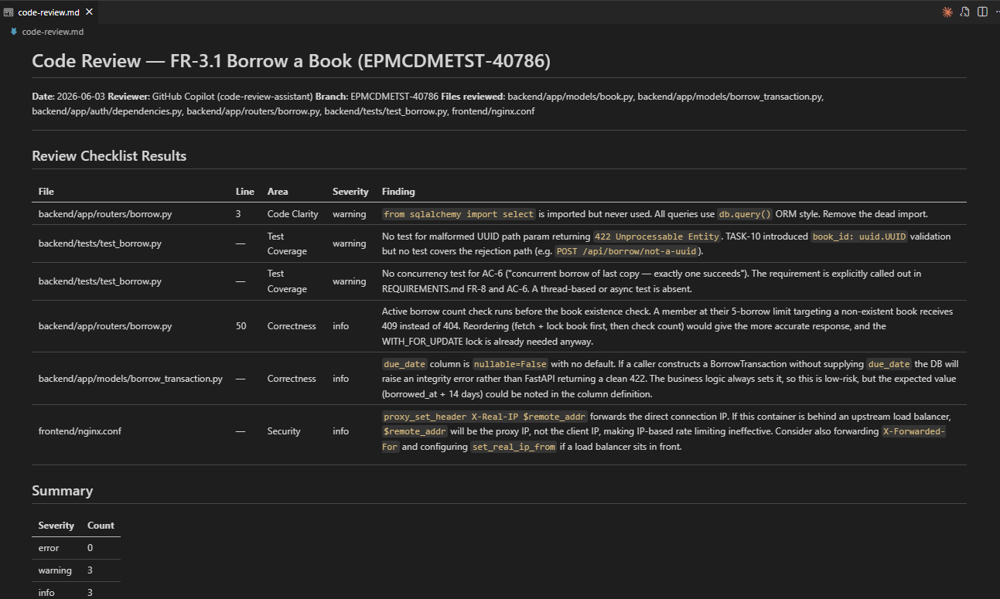 code-review.md
code-review.md
Code Review — FR-3.1 Borrow a Book (EPMCDMETST-40786)
Date: 2026-06-03 Reviewer: GitHub Copilot (code-review-assistant) Branch: EPMCDMETST-40786 Files reviewed: backend/app/models/book.py, backend/app/models/borrow_transaction.py,
backend/app/auth/dependencies.py, backend/app/routers/borrow.py, backend/tests/test_borrow.py, frontend/nginx.conf
Review Checklist Results
File Line Area Severity Finding
backend/app/routers/borrow.py 3 Code Clarity warning from sqlalchemy import select is imported but never used. All queries use db.query() ORM style. Remove the dead import.
backend/tests/test_borrow.py — Test Coverage warning No test for malformed UUID path param returning 422 Unprocessable Entity. TASK-10 introduced book_id: uuid.UUID validation
but no test covers the rejection path (e.g. POST /api/borrow/not-a-uuid).
backend/tests/test_borrow.py — Test Coverage warning No concurrency test for AC-6 ("concurrent borrow of last copy — exactly one succeeds"). The requirement is explicitly called out in
REQUIREMENTS.md FR-8 and AC-6. A thread-based or async test is absent.
backend/app/routers/borrow.py 50 Correctness info Active borrow count check runs before the book existence check. A member at their 5-borrow limit targeting a non-existent book receives
409 instead of 404. Reordering (fetch + lock book first, then check count) would give the more accurate response, and the
WITH_FOR_UPDATE lock is already needed anyway.
backend/app/models/borrow_transaction.py — Correctness info due_date column is nullable=False with no default. If a caller constructs a BorrowTransaction without supplying due_date the DB will
raise an integrity error rather than FastAPI returning a clean 422. The business logic always sets it, so this is low-risk, but the expected value
(borrowed_at + 14 days) could be noted in the column definition.
frontend/nginx.conf — Security info proxy_set_header X-Real-IP $remote_addr forwards the direct connection IP. If this container is behind an upstream load balancer,
$remote_addr will be the proxy IP, not the client IP, making IP-based rate limiting ineffective. Consider also forwarding X-Forwarded-
For and configuring set_real_ip_from if a load balancer sits in front.
Summary
Severity Count
error 0
warning 3
info 3